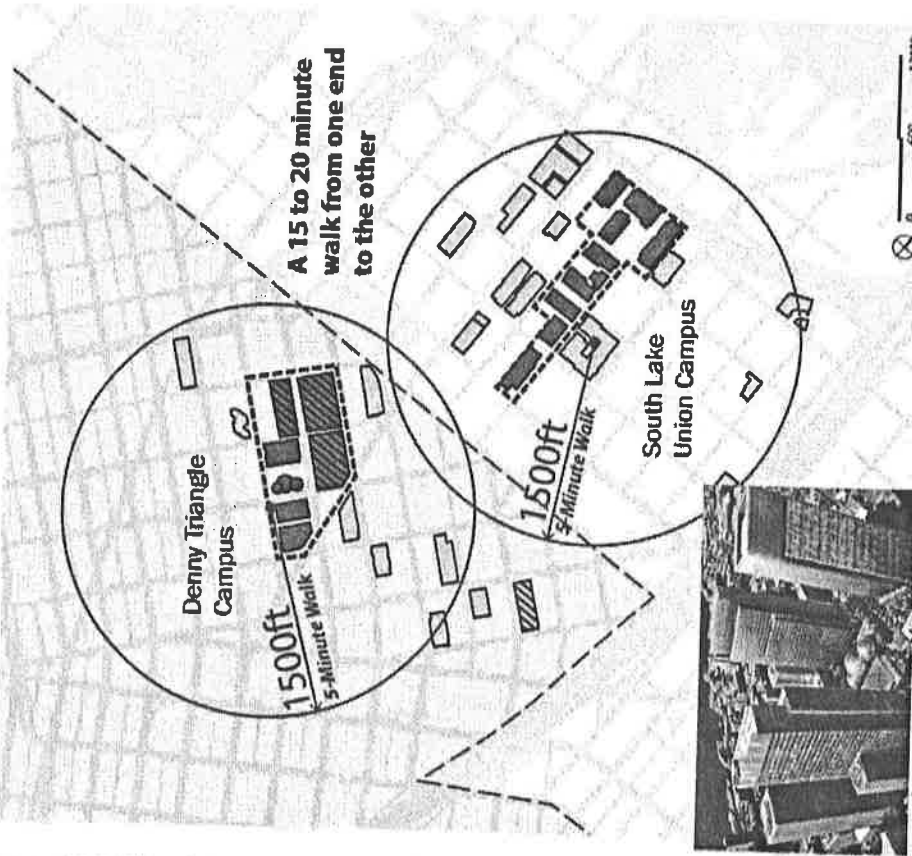 A 15 to 20 minute
walk from one end
to the other
Denny Triangle
Campus
1500ft
5-Minute Walk
South Lake
Union Campus
1500ft
5-Minute Walk
0